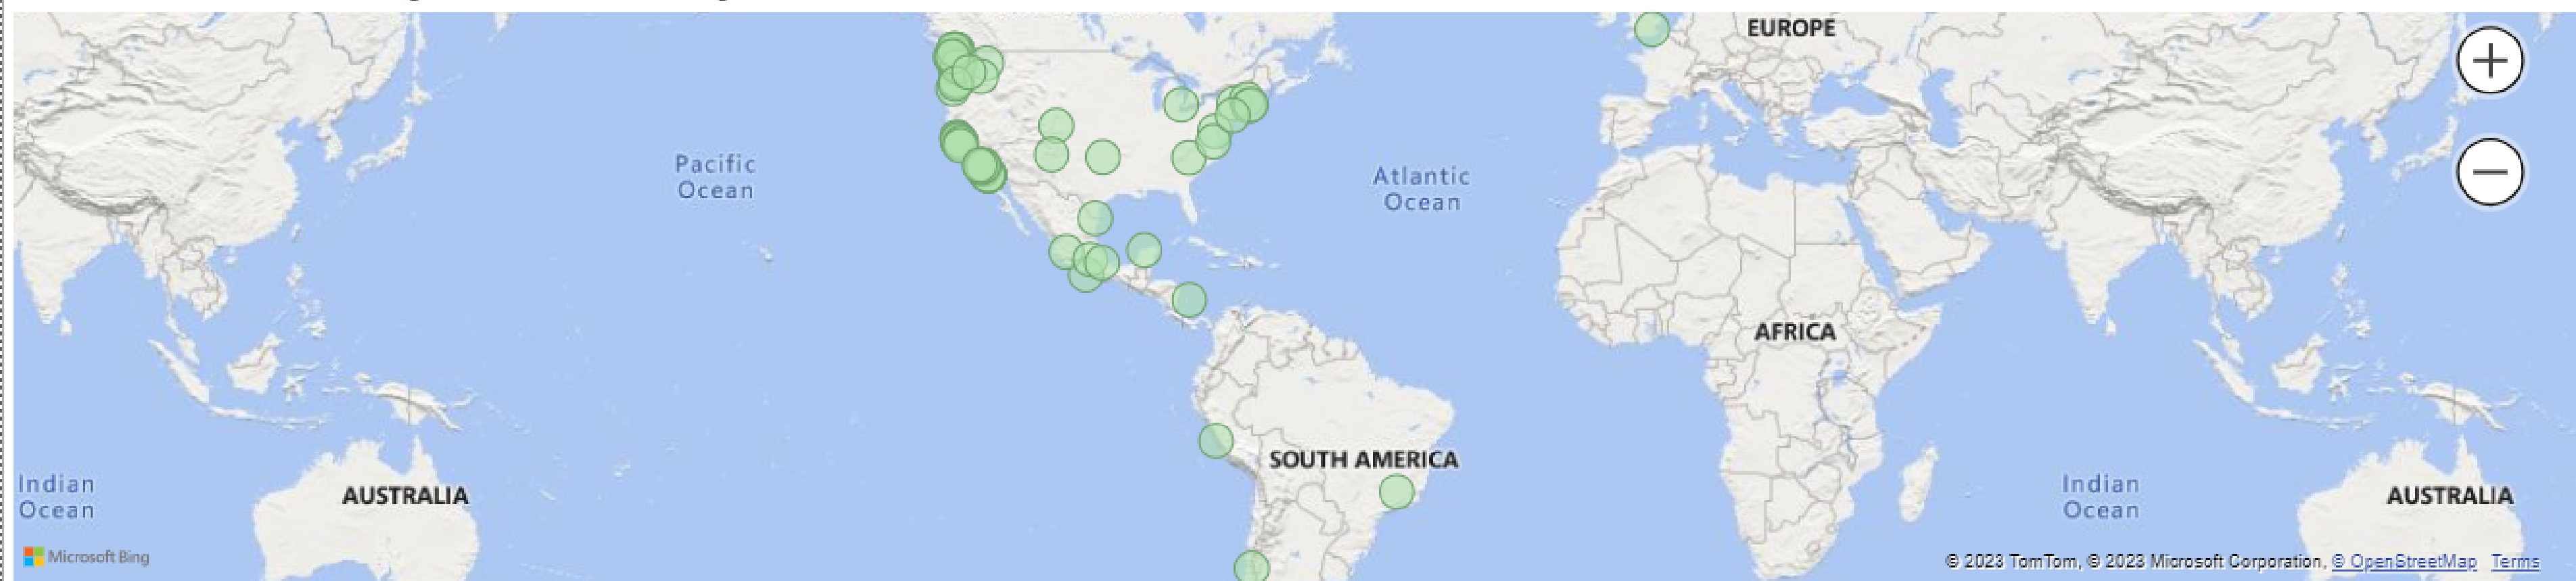 EUROPE
Pacific
Ocean
Atlantic
Ocean
AFRICA
SOUTH AMERICA
Indian
Ocean
AUSTRALIA
Indian
Ocean
AUSTRALIA
Microsoft Bing
© 2023 TomTom, © 2023 Microsoft Corporation, © OpenStreetMap Terms